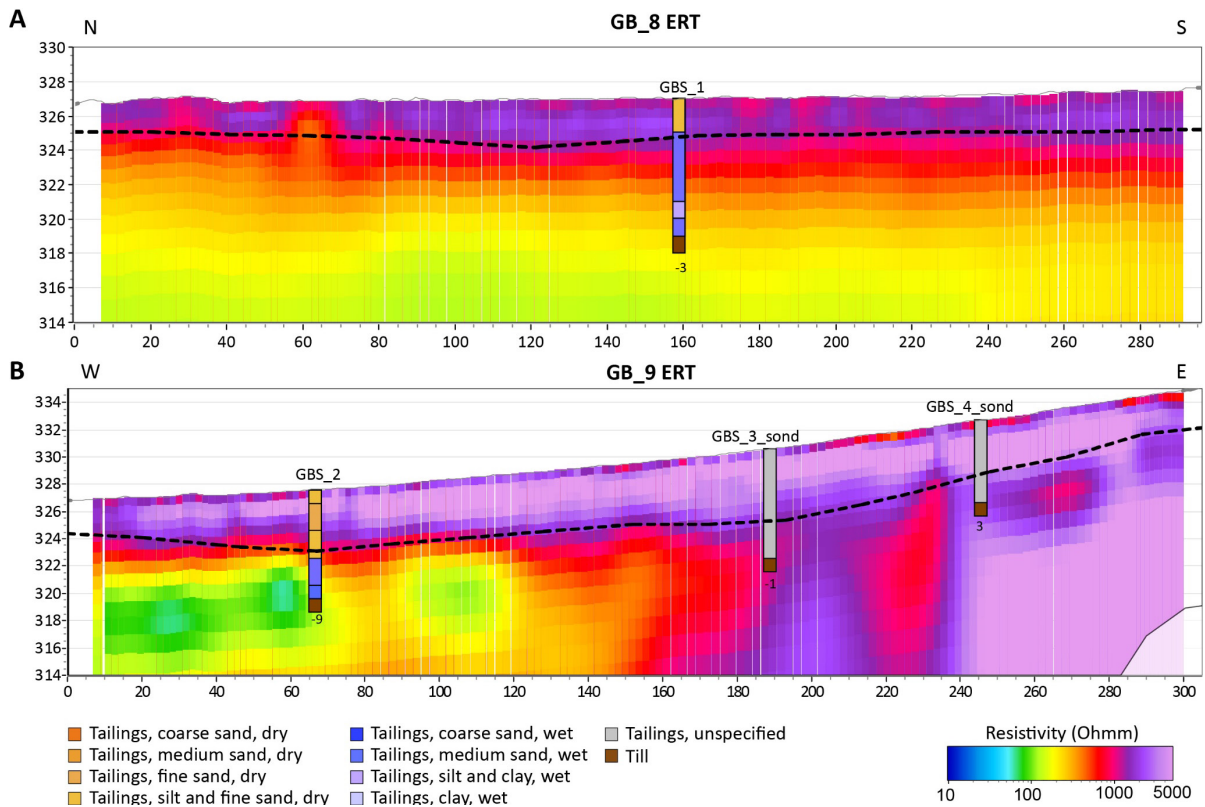 A
N
GB_8 ERT
S
330
328
326
325
324
322
320
318
316
314
GBS_1
-3
0 20 40 60 80 100 120 140 160 180 200 220 240 260 280
B
W
GB_9 ERT
E
334
332
330
328
326
324
322
320
318
316
314
GBS_2
GBS_3_sond
GBS_4_sond
-9
-1
3
0 20 40 60 80 100 120 140 160 180 200 220 240 260 280 300
Tailings, coarse sand, dry
Tailings, medium sand, dry
Tailings, fine sand, dry
Tailings, silt and fine sand, dry
Tailings, coarse sand, wet
Tailings, medium sand, wet
Tailings, silt and clay, wet
Tailings, clay, wet
Tailings, unspecified
Till
Resistivity (Ohmm)
10 100 1000 5000